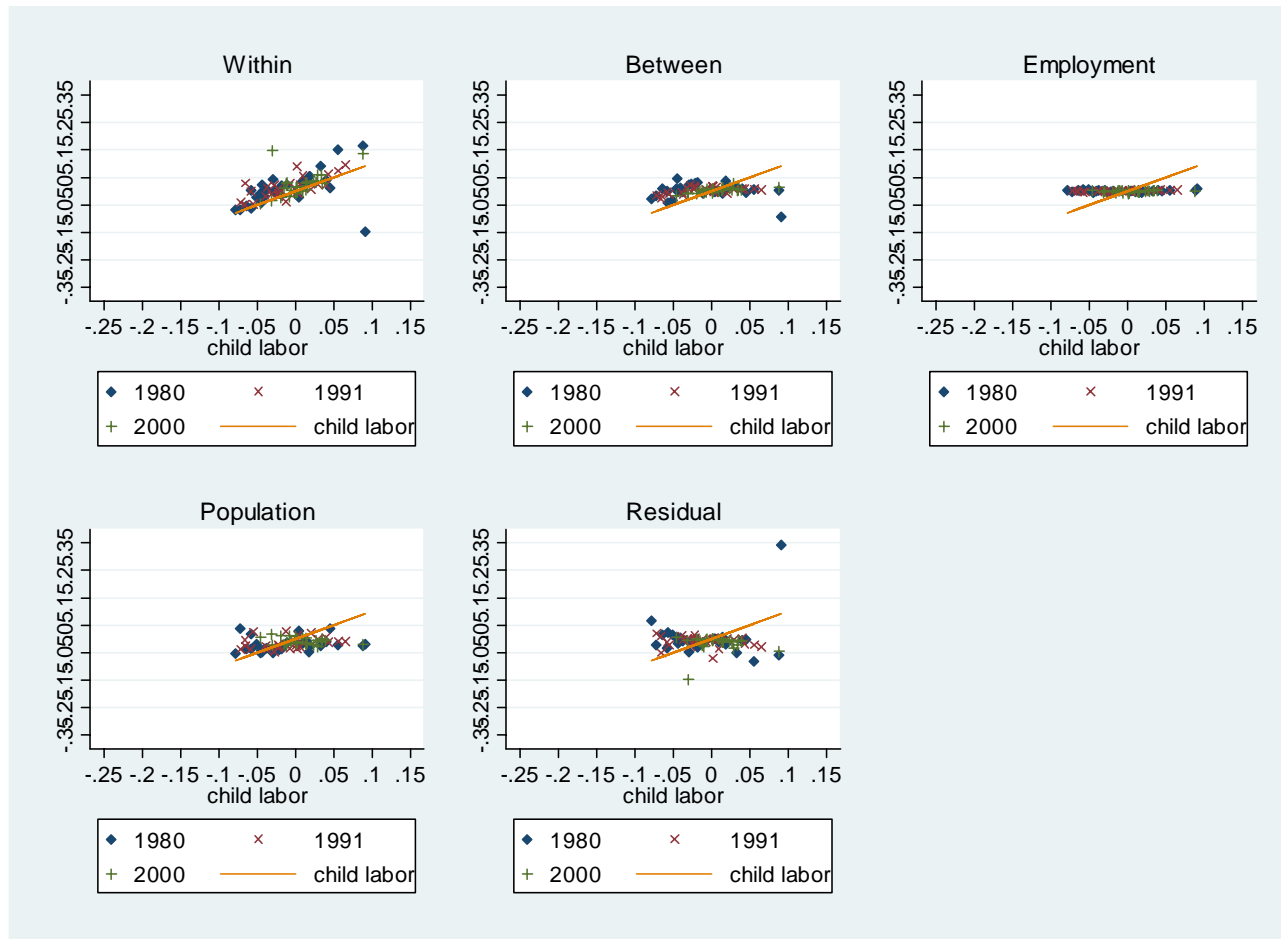 Within
-.35-.25-.15-.05.05.15.25.35
-.25 -.2 -.15 -.1 -.05 0 .05 .1 .15
child labor
1980 1991
2000 child labor
Between
-.35-.25-.15-.05.05.15.25.35
-.25 -.2 -.15 -.1 -.05 0 .05 .1 .15
child labor
1980 1991
2000 child labor
Employment
-.35-.25-.15-.05.05.15.25.35
-.25 -.2 -.15 -.1 -.05 0 .05 .1 .15
child labor
1980 1991
2000 child labor
Population
-.35-.25-.15-.05.05.15.25.35
-.25 -.2 -.15 -.1 -.05 0 .05 .1 .15
child labor
1980 1991
2000 child labor
Residual
-.35-.25-.15-.05.05.15.25.35
-.25 -.2 -.15 -.1 -.05 0 .05 .1 .15
child labor
1980 1991
2000 child labor